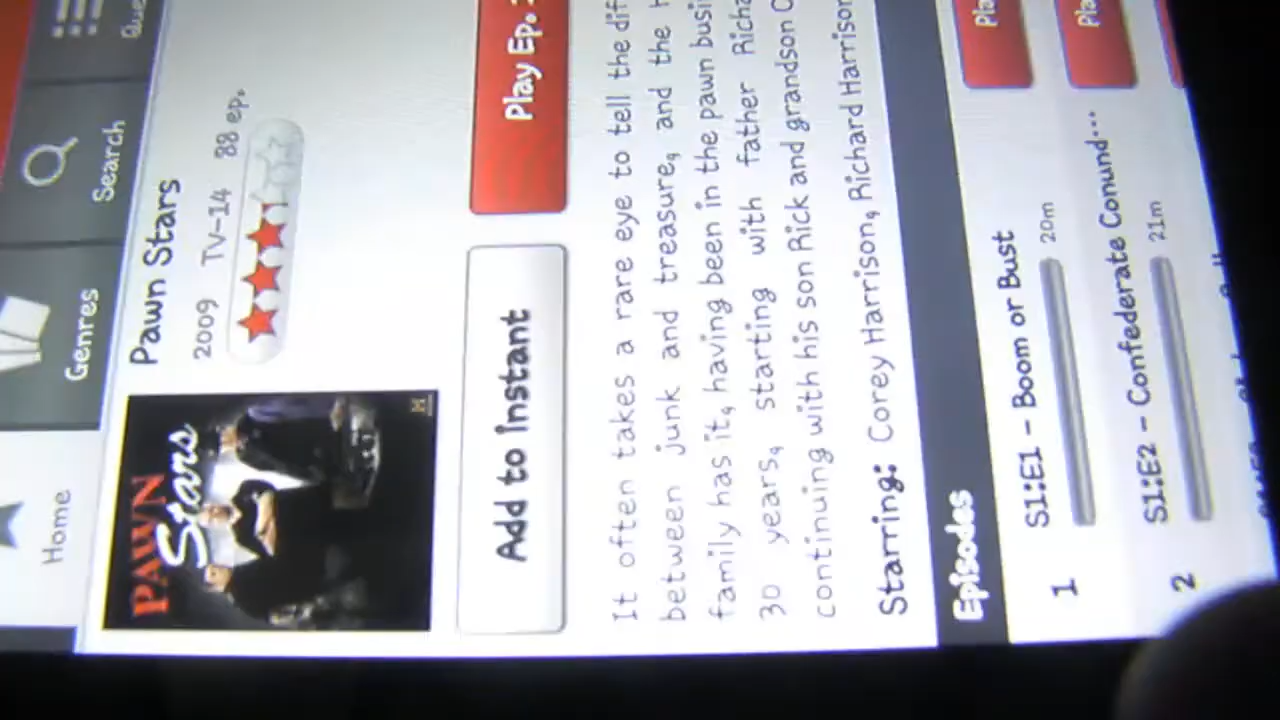 Home
Genres
Search
PAWN
Stars
Pawn Stars
2009 TV-14 88 ep.
Add to Instant
Play Ep.
It often takes a rare eye to tell the
between junk and treasure, and the
family has it, having been in the pawn
30 years, starting with father
continuing with his son Rick and grandson
Starring: Corey Harrison, Richard Harrison
Episodes
1 S1:E1 - Boom or Bust
20m
2 S1:E2 - Confederate Conund...
21m